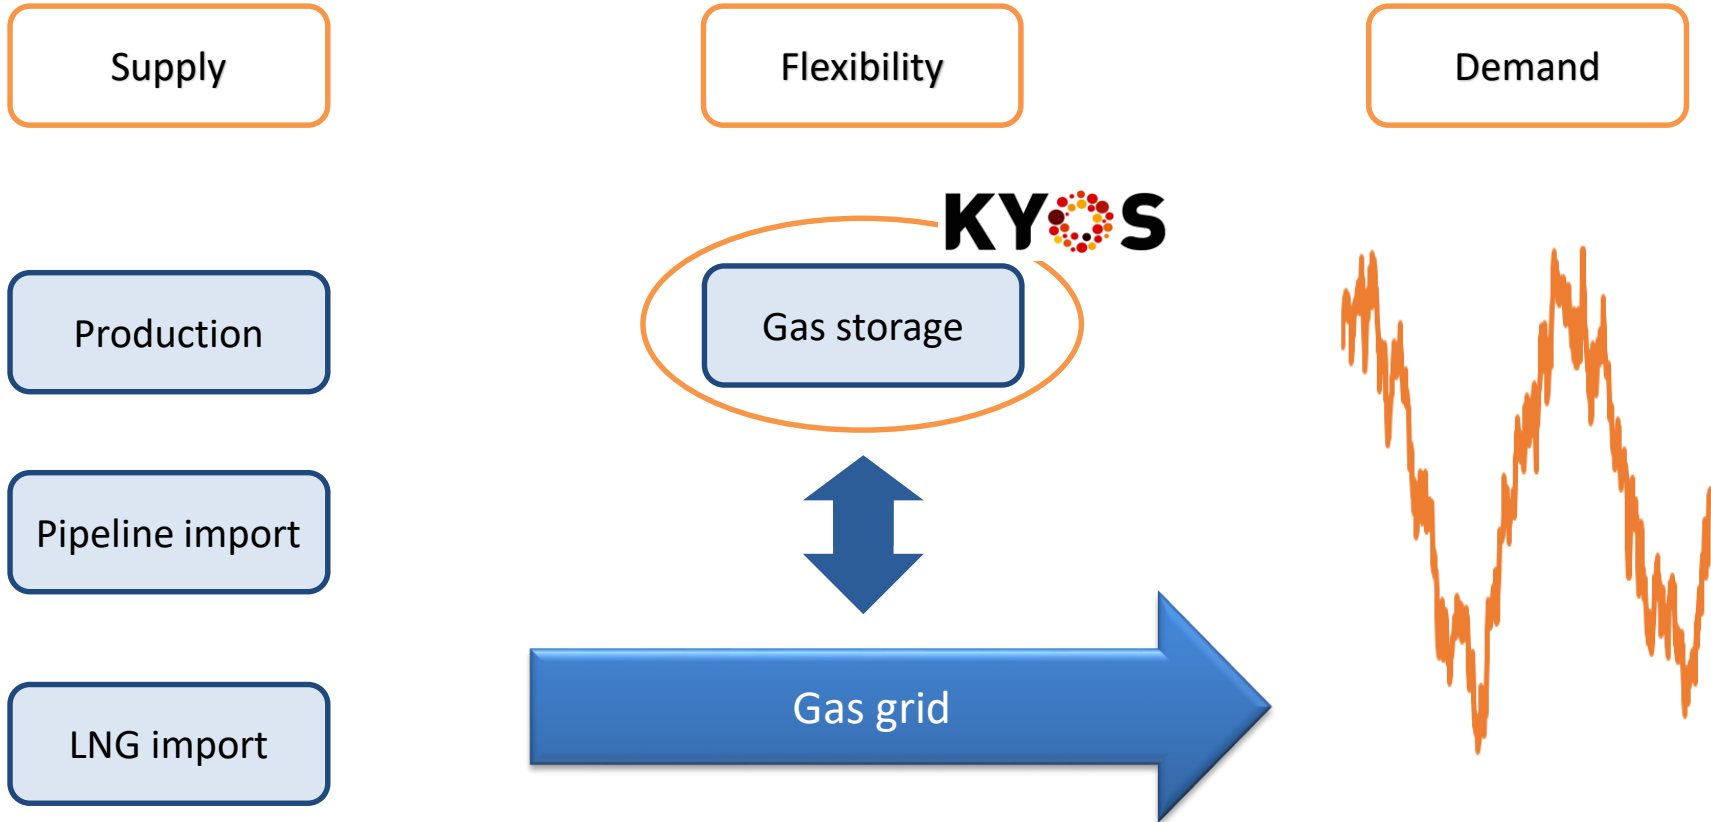 Supply
Flexibility
Demand
KYOS
Production
Gas storage
Pipeline import
Gas grid
LNG import